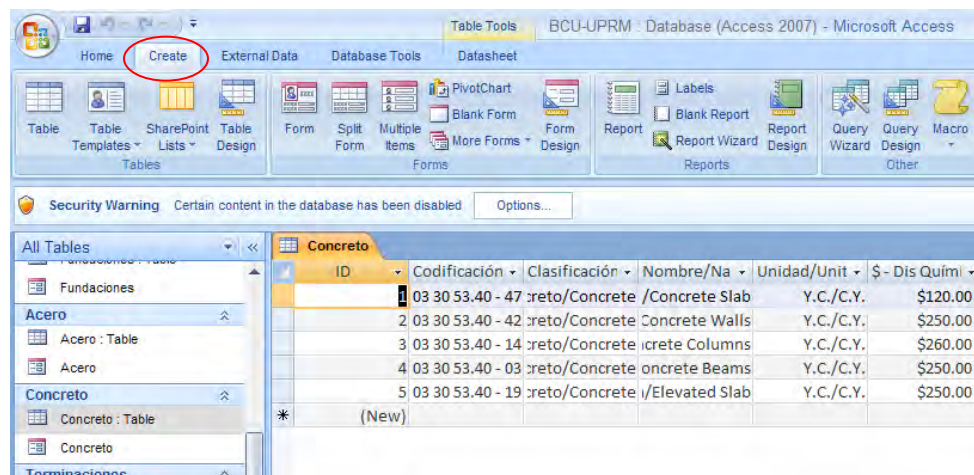 Table Tools BCU-UPRM : Database (Access 2007) - Microsoft Access
Home Create External Data Database Tools Datasheet
Table
Table Templates
SharePoint Lists
Table Design
Tables
Form
Split Form
Multiple Items
PivotChart
Blank Form
More Forms
Form Design
Forms
Report
Labels
Blank Report
Report Wizard
Report Design
Reports
Query Wizard
Query Design
Macro
Other
Security Warning Certain content in the database has been disabled Options...
All Tables
Fundaciones : Table
Fundaciones
Acero
Acero : Table
Acero
Concreto
Concreto : Table
Concreto
Terminaciones
Concreto
ID Codificación Clasificación Nombre/Na Unidad/Unit $ - Dis Quími
1 03 30 53.40 - 47 creto/Concrete /Concrete Slab Y.C./C.Y. $120.00
2 03 30 53.40 - 42 creto/Concrete Concrete Walls Y.C./C.Y. $250.00
3 03 30 53.40 - 14 creto/Concrete crete Columns Y.C./C.Y. $260.00
4 03 30 53.40 - 03 creto/Concrete oncrete Beams Y.C./C.Y. $250.00
5 03 30 53.40 - 19 creto/Concrete /Elevated Slab Y.C./C.Y. $250.00
* (New)